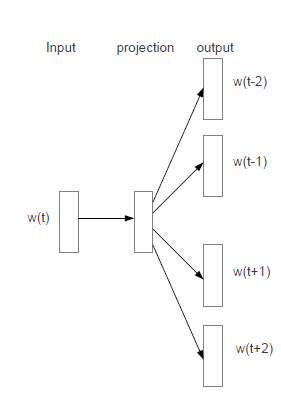 Input projection output
w(t-2)
w(t-1)
w(t)
w(t+1)
w(t+2)